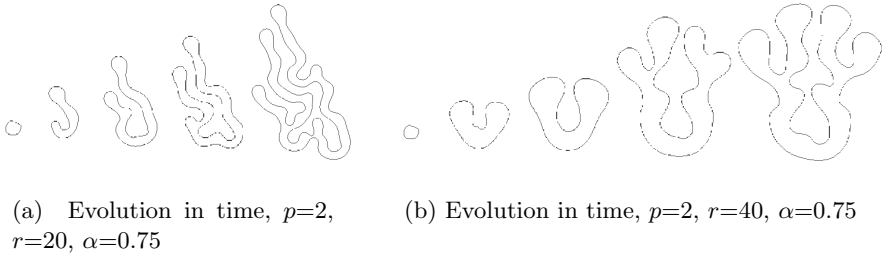 (a) Evolution in time, p=2,
r=20, α=0.75
(b) Evolution in time, p=2, r=40, α=0.75